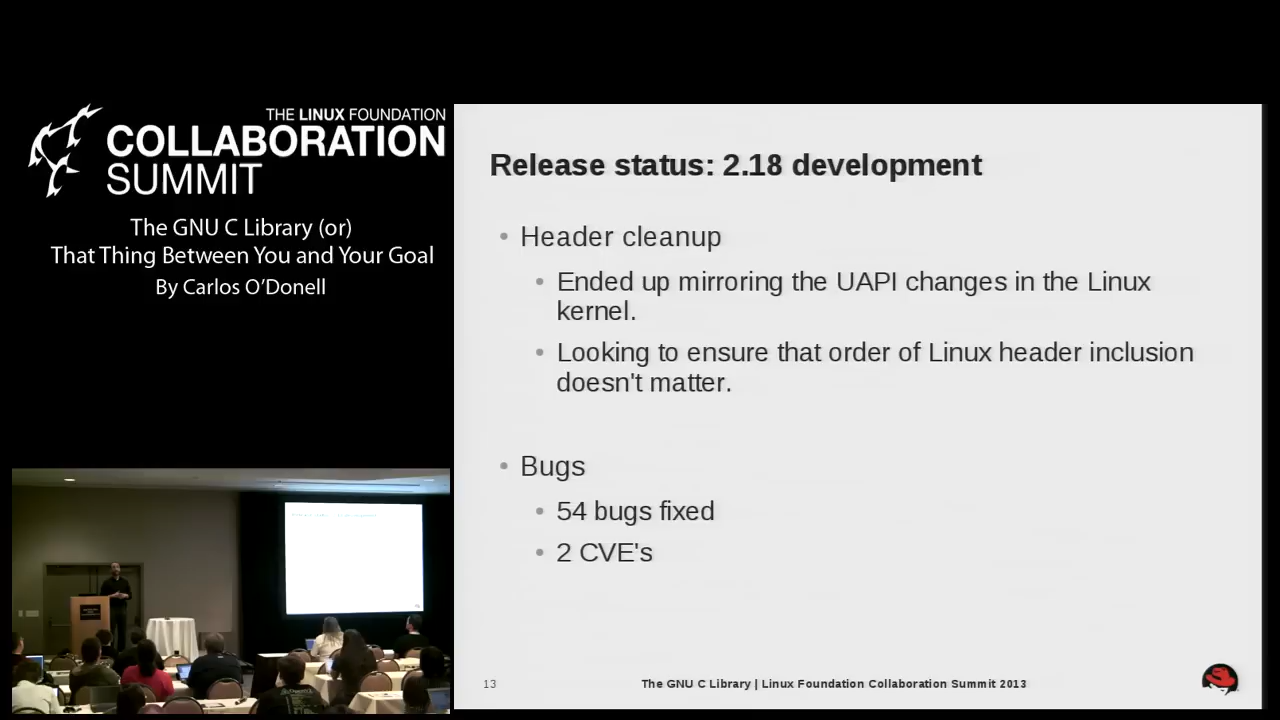 THE LINUX FOUNDATION
COLLABORATION
SUMMIT
The GNU C Library (or)
That Thing Between You and Your Goal
By Carlos O'Donell
Release status: 2.18 development
• Header cleanup
• Ended up mirroring the UAPI changes in the Linux
kernel.
• Looking to ensure that order of Linux header inclusion
doesn't matter.
• Bugs
• 54 bugs fixed
• 2 CVE's
13
The GNU C Library | Linux Foundation Collaboration Summit 2013